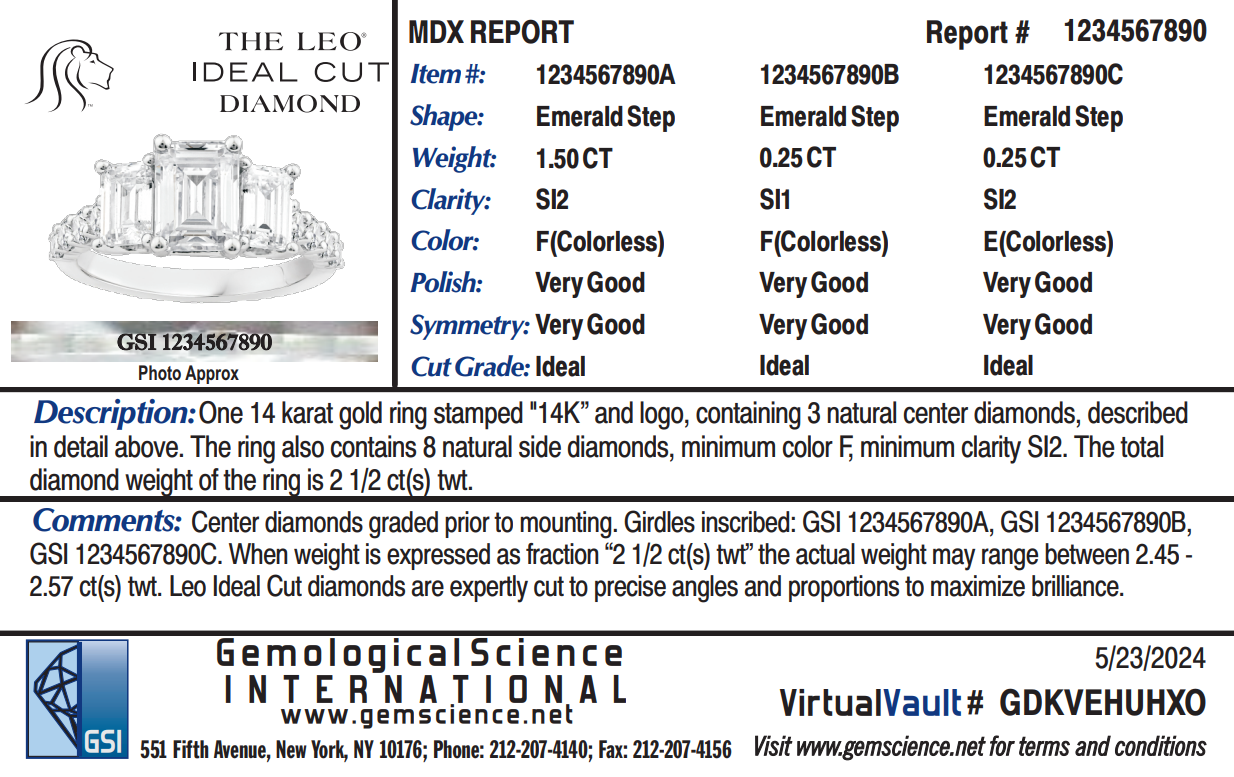 THE LEO®
IDEAL CUT
DIAMOND
GSI 1234567890
Photo Approx
MDX REPORT Report # 1234567890
Item #: 1234567890A 1234567890B 1234567890C
Shape: Emerald Step Emerald Step Emerald Step
Weight: 1.50 CT 0.25 CT 0.25 CT
Clarity: SI2 SI1 SI2
Color: F(Colorless) F(Colorless) E(Colorless)
Polish: Very Good Very Good Very Good
Symmetry: Very Good Very Good Very Good
Cut Grade: Ideal Ideal Ideal
Description: One 14 karat gold ring stamped "14K” and logo, containing 3 natural center diamonds, described
in detail above. The ring also contains 8 natural side diamonds, minimum color F, minimum clarity SI2. The total
diamond weight of the ring is 2 1/2 ct(s) twt.
Comments: Center diamonds graded prior to mounting. Girdles inscribed: GSI 1234567890A, GSI 1234567890B,
GSI 1234567890C. When weight is expressed as fraction “2 1/2 ct(s) twt” the actual weight may range between 2.45 -
2.57 ct(s) twt. Leo Ideal Cut diamonds are expertly cut to precise angles and proportions to maximize brilliance.
GSI
GemologicalScience
INTERNATIONAL
www.gemscience.net
551 Fifth Avenue, New York, NY 10176; Phone: 212-207-4140; Fax: 212-207-4156
5/23/2024
VirtualVault # GDKVEHUHXO
Visit www.gemscience.net for terms and conditions